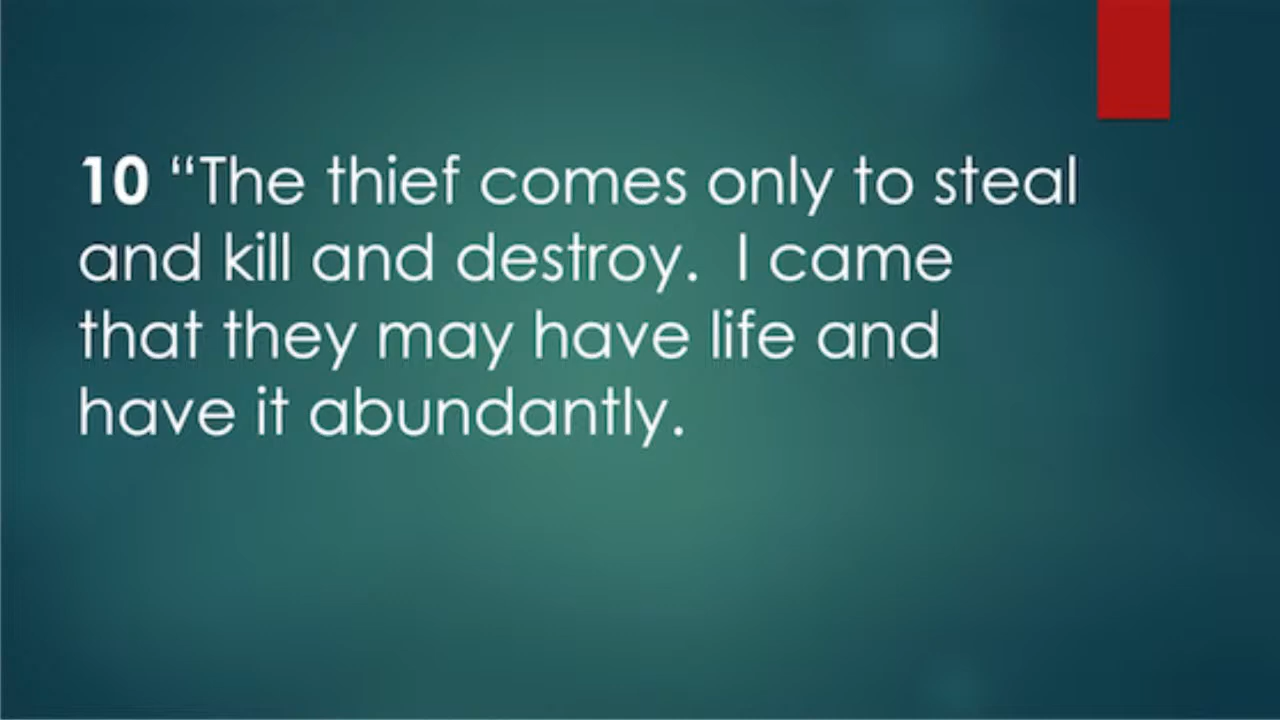 10 “The thief comes only to steal
and kill and destroy.  I came
that they may have life and
have it abundantly.